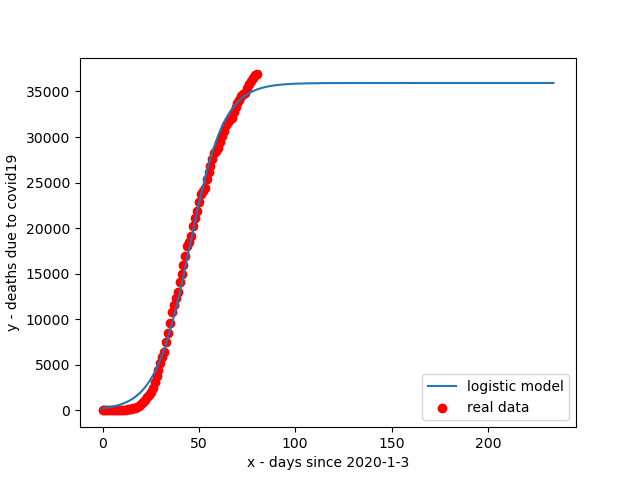 35000
30000
25000
20000
15000
10000
5000
0
y - deaths due to covid19
logistic model
real data
0 50 100 150 200
x - days since 2020-1-3